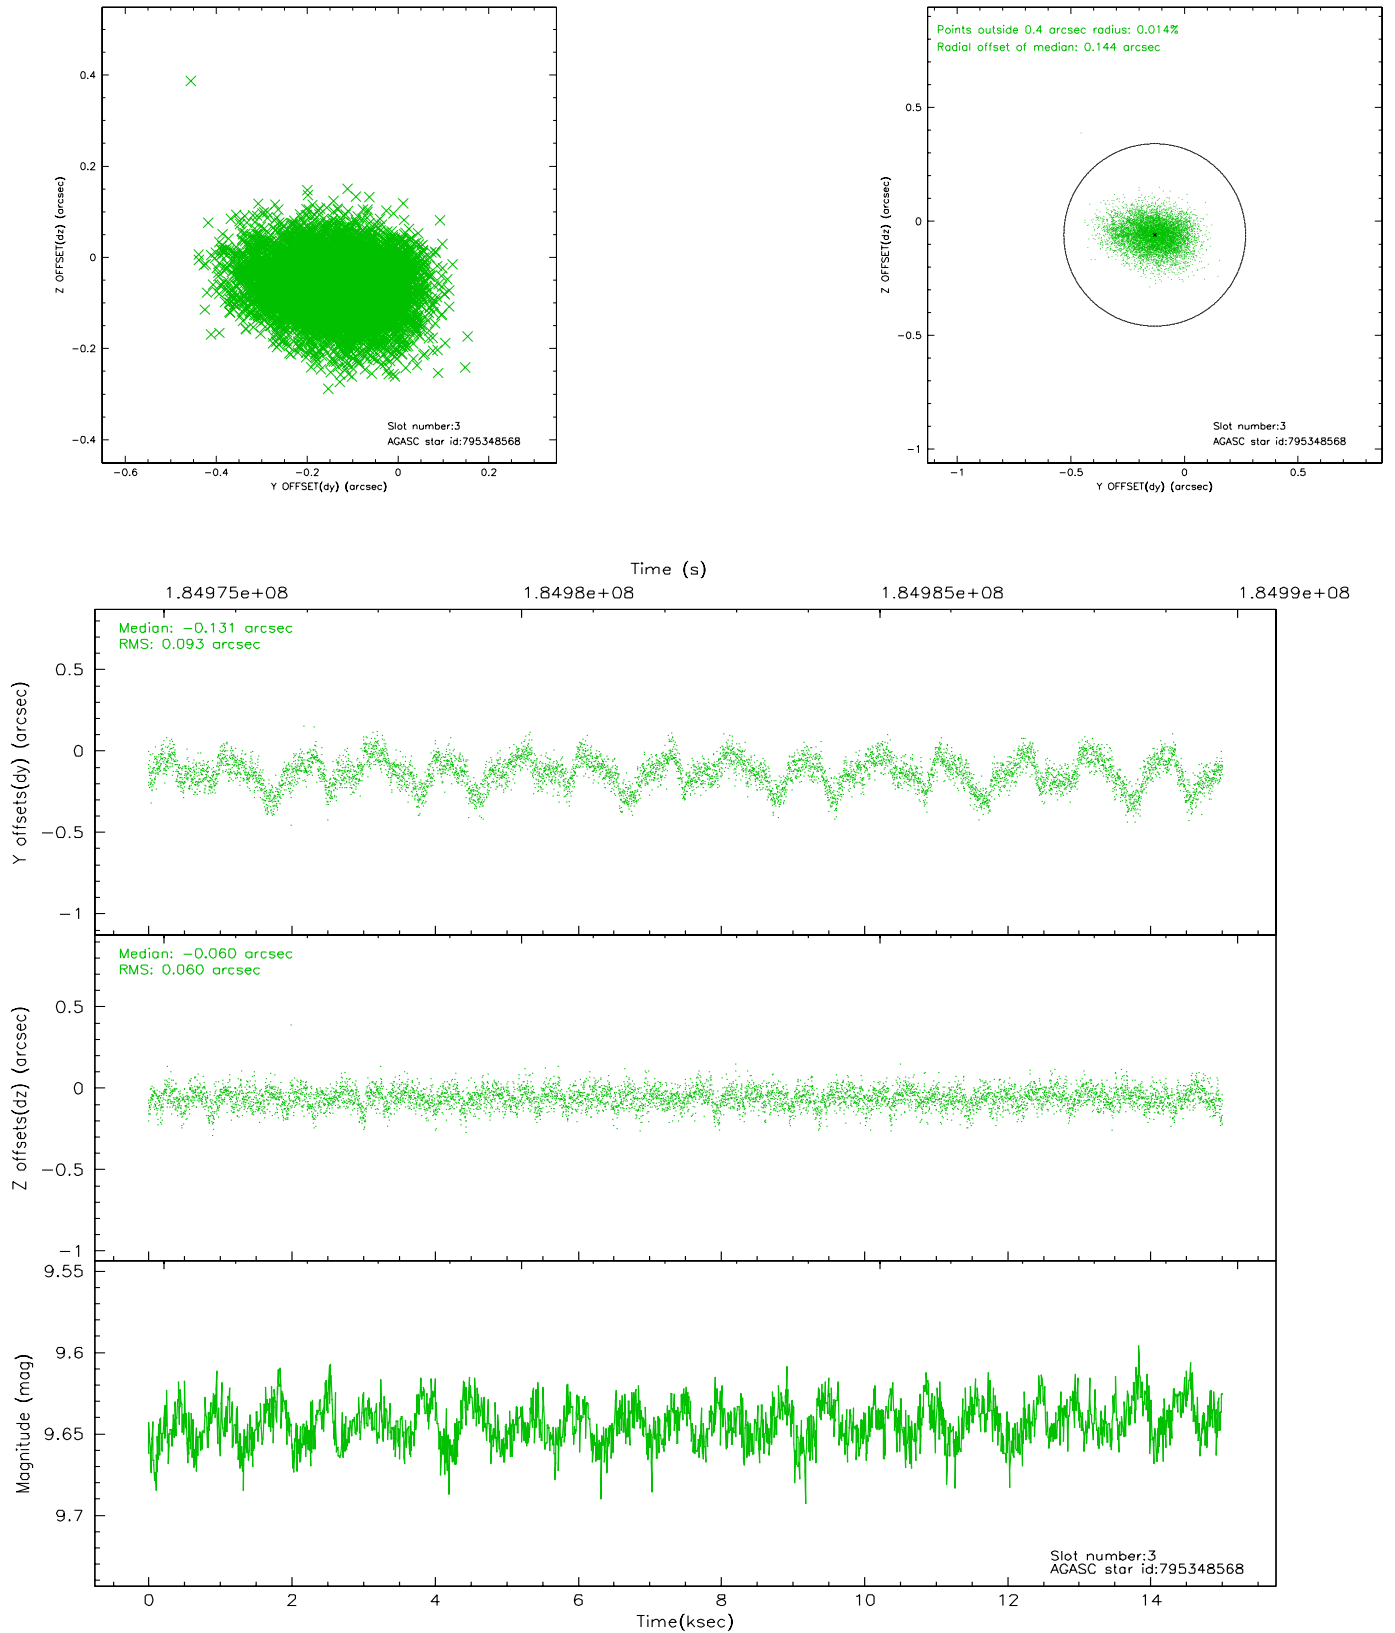 0.4
0.2
0
−0.2
−0.4
−0.6
−0.4
−0.2
0
0.2
Z OFFSET(dz) (arcsec)
Y OFFSET(dy) (arcsec)
Slot number:3
AGASC star id:795348568
Points outside 0.4 arcsec radius: 0.014%
Radial offset of median: 0.144 arcsec
0.5
0
−0.5
−1
−1
−0.5
0
0.5
Z OFFSET(dz) (arcsec)
Y OFFSET(dy) (arcsec)
Slot number:3
AGASC star id:795348568
Time (s)
1.84975e+08
1.8498e+08
1.84985e+08
1.8499e+08
Median: −0.131 arcsec
RMS: 0.093 arcsec
0.5
0
−0.5
−1
Y offsets(dy) (arcsec)
Median: −0.060 arcsec
RMS: 0.060 arcsec
0.5
0
−0.5
−1
Z offsets(dz) (arcsec)
9.55
9.6
9.65
9.7
Magnitude (mag)
Slot number:3
AGASC star id:795348568
0
2
4
6
8
10
12
14
Time(ksec)